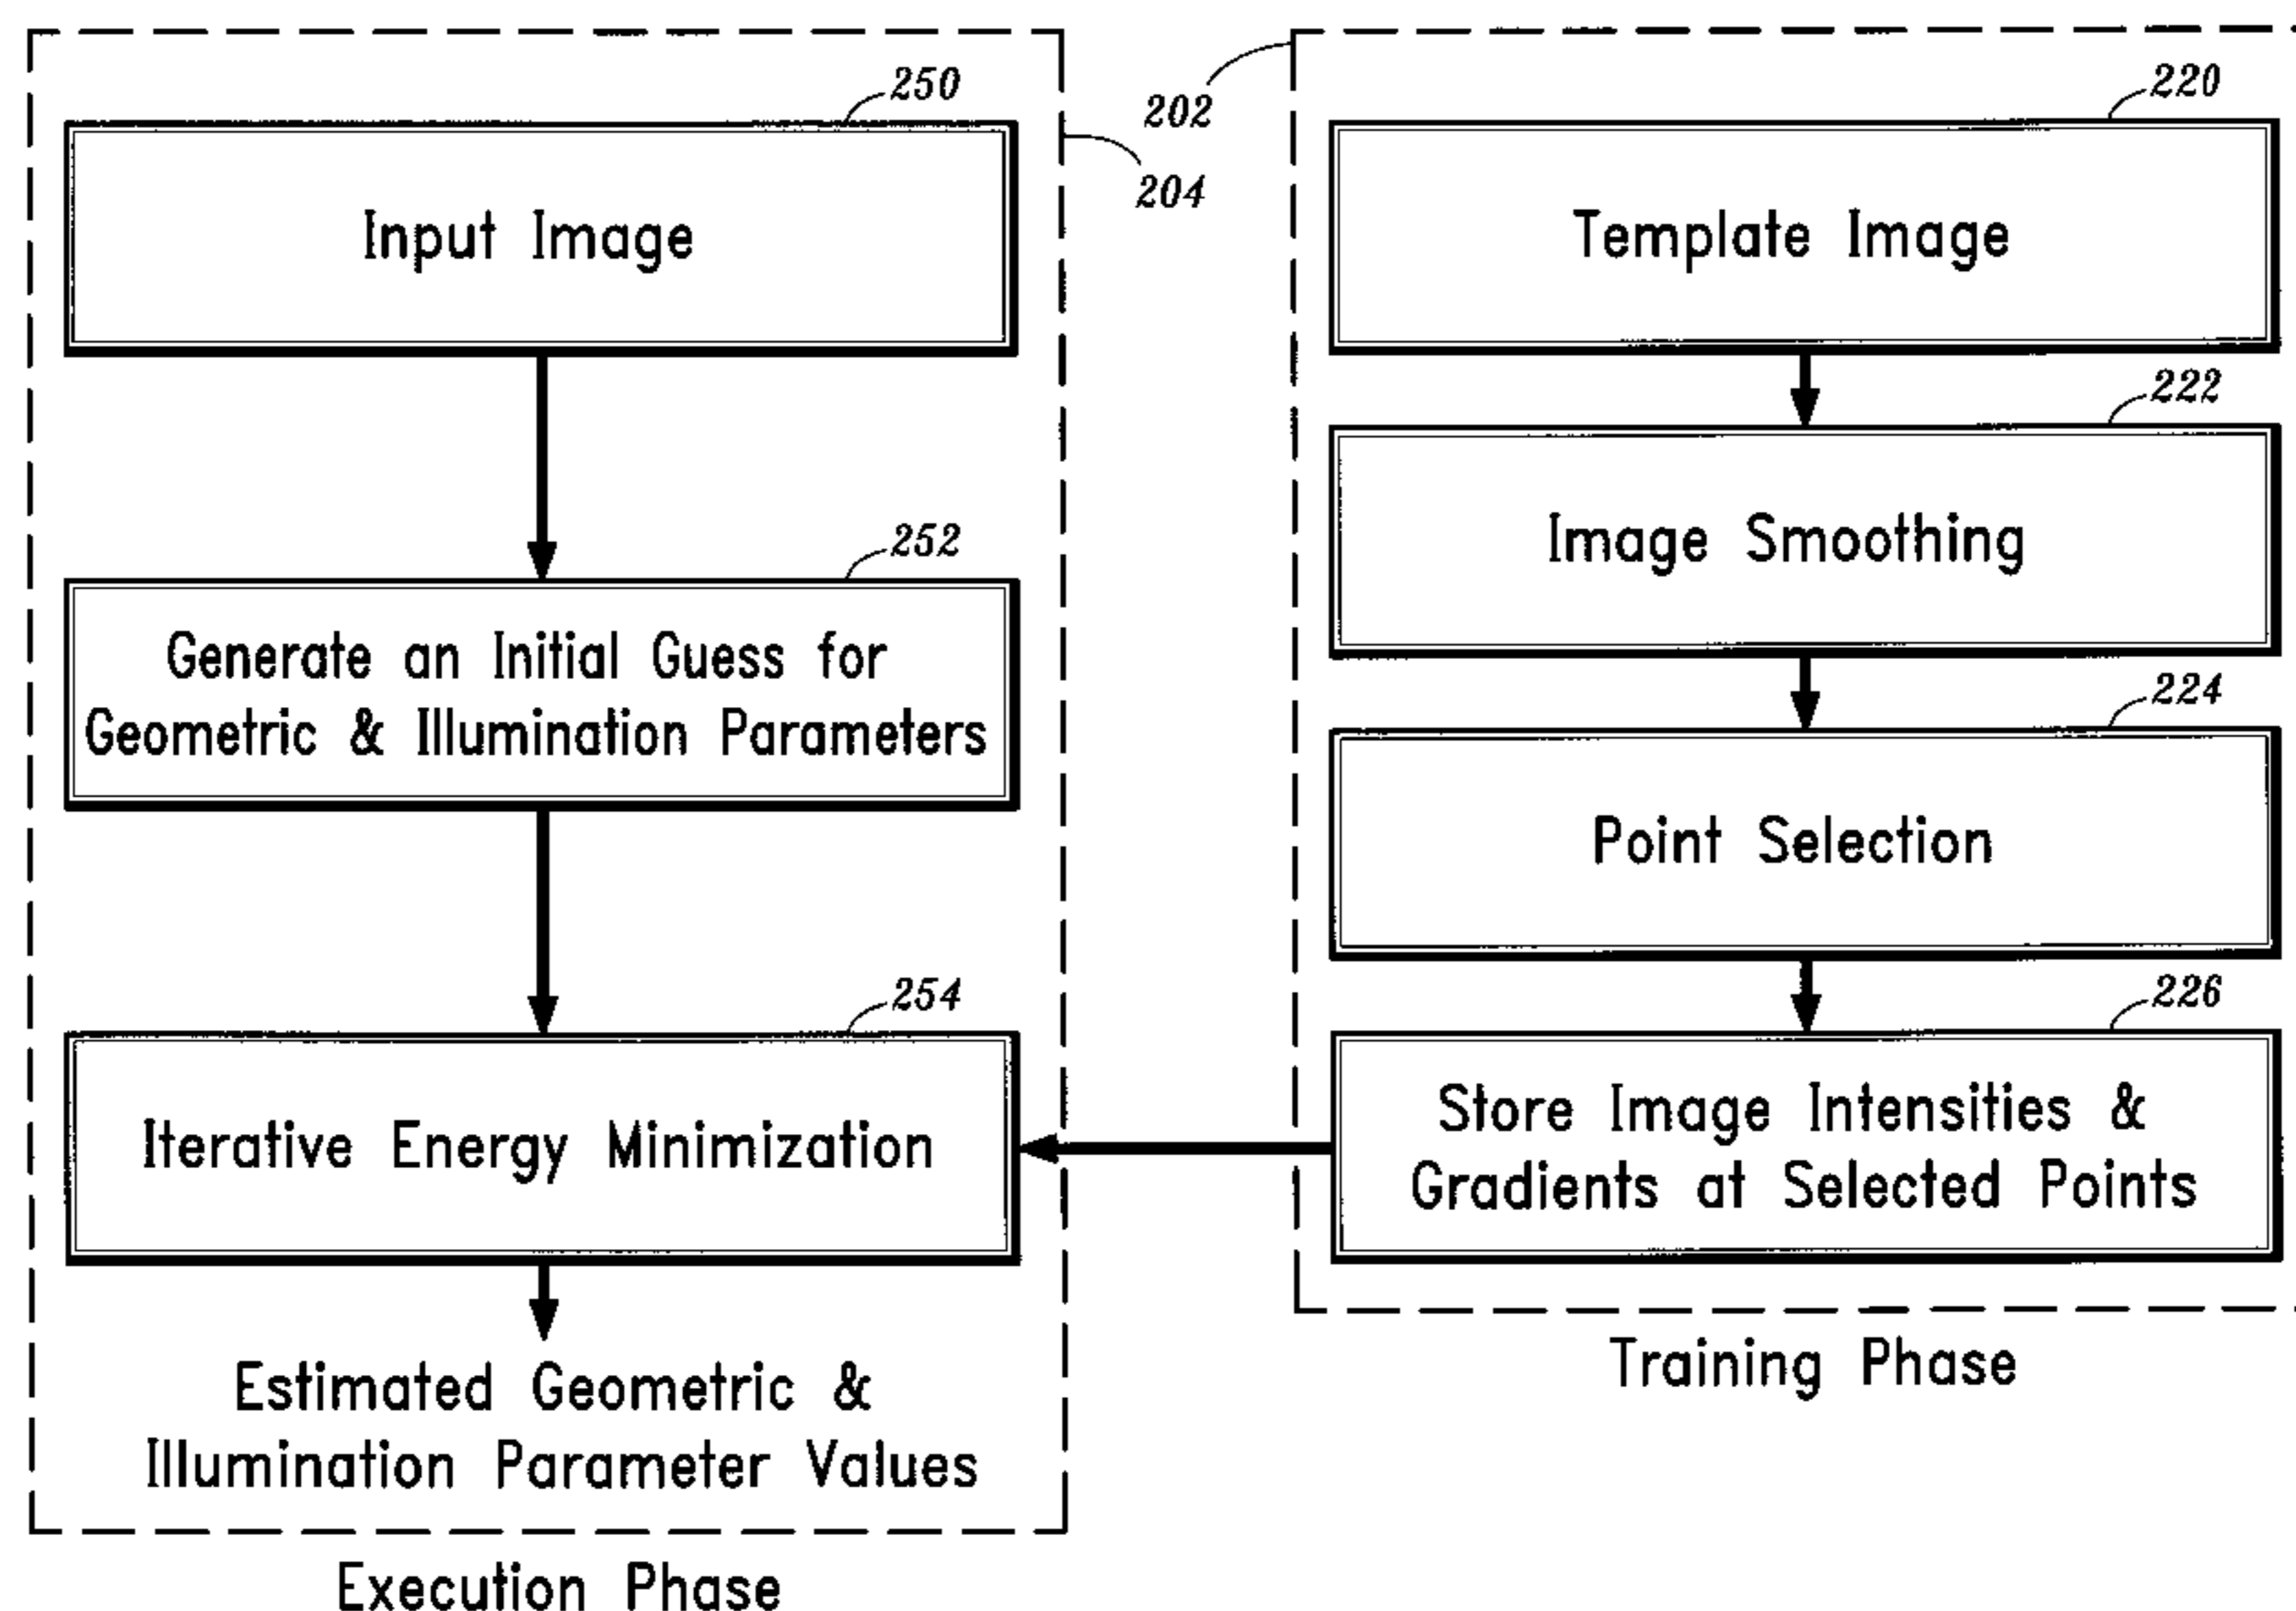 250
Input Image
204
252
Generate an Initial Guess for
Geometric & Illumination Parameters
254
Iterative Energy Minimization
Estimated Geometric &
Illumination Parameter Values
Execution Phase
202
220
Template Image
222
Image Smoothing
224
Point Selection
226
Store Image Intensities &
Gradients at Selected Points
Training Phase